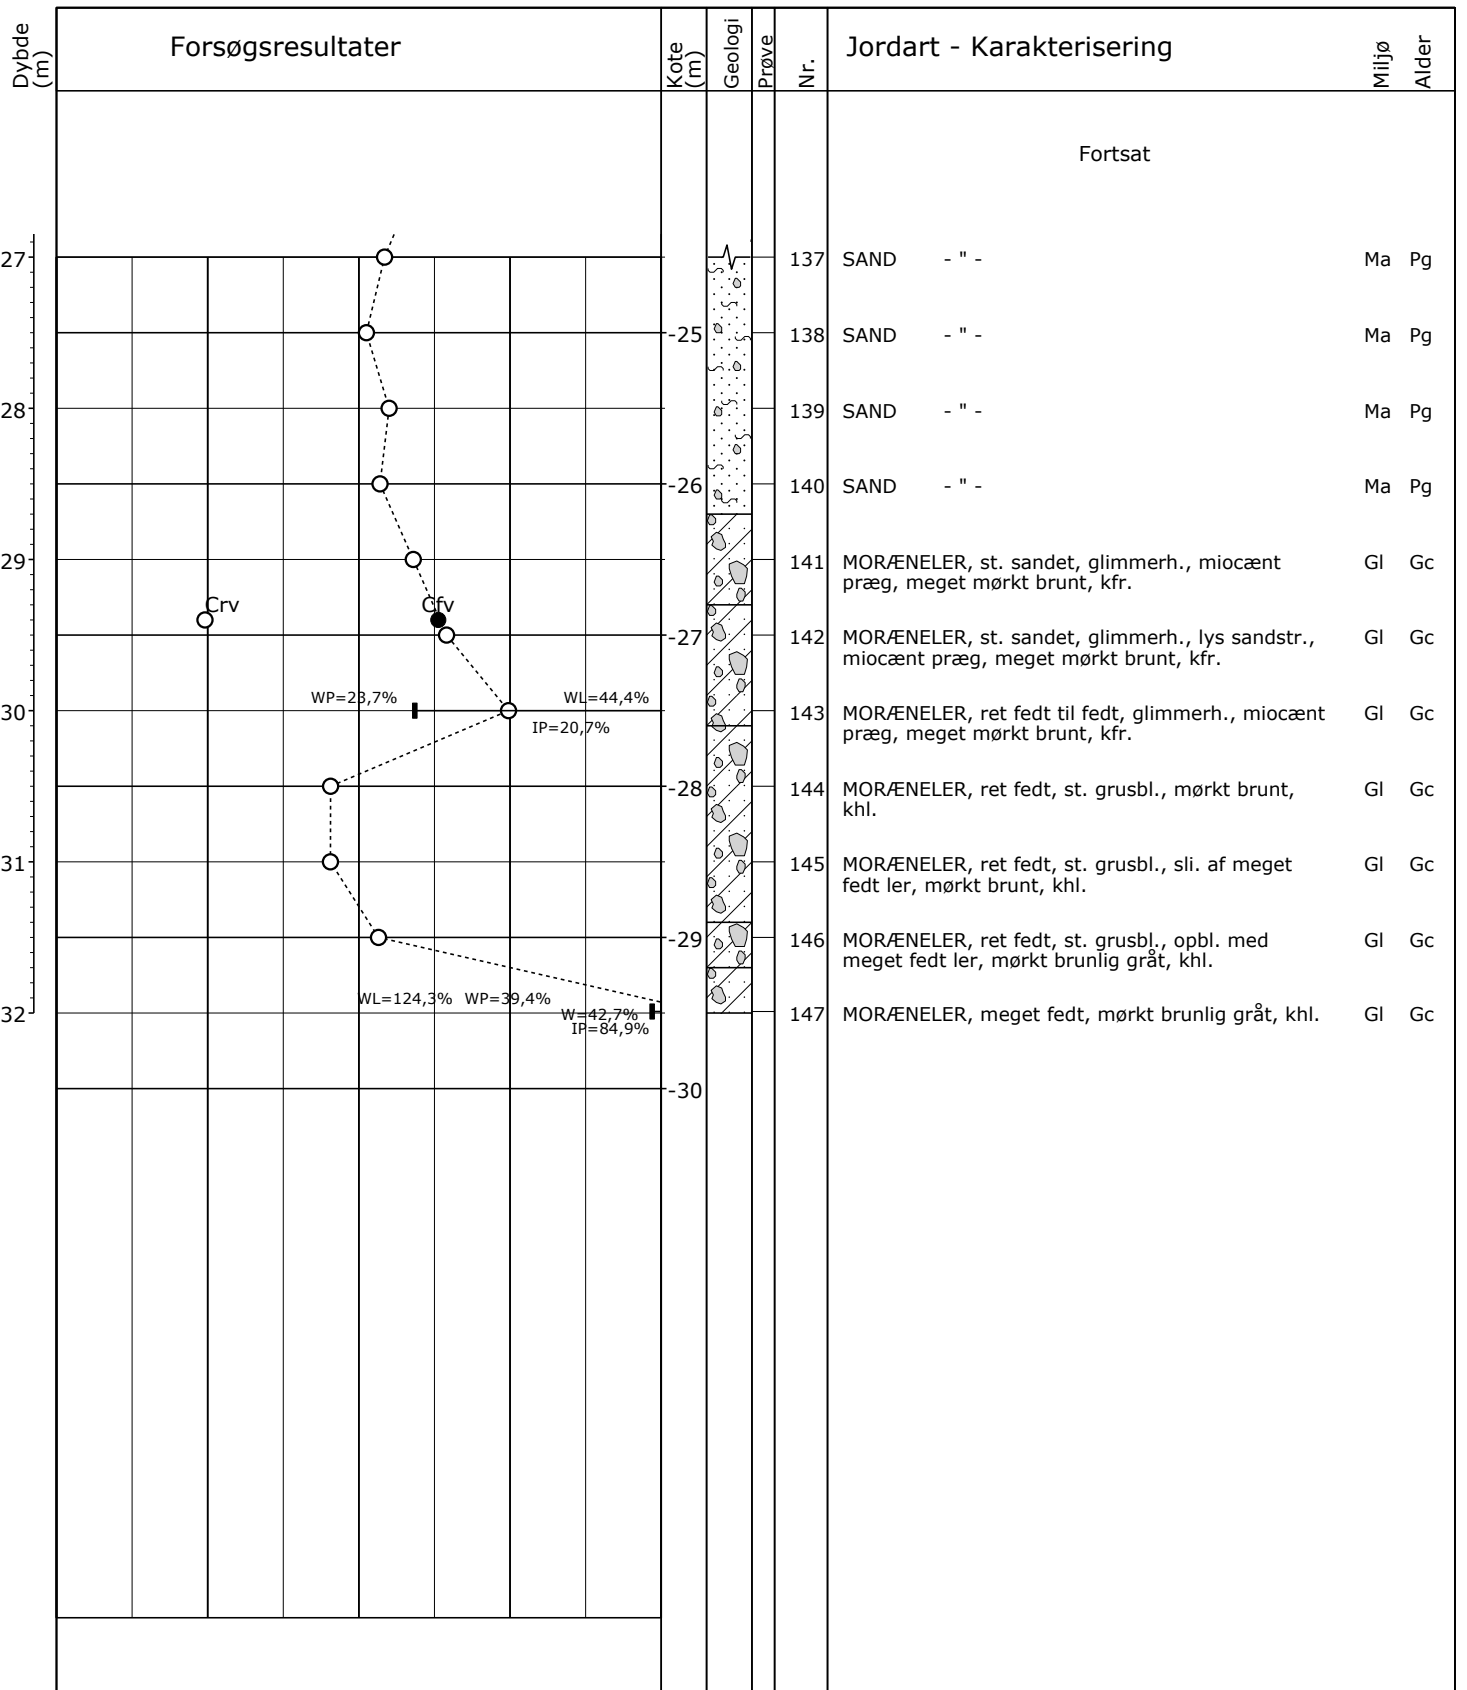 Dybde
(m)
Forsøgsresultater
Kote
(m)
Geologi
Prøve
Nr.
Jordart - Karakterisering
Miljø
Alder
Fortsat
27
137 SAND - " - Ma Pg
-25
138 SAND - " - Ma Pg
28
139 SAND - " - Ma Pg
-26
140 SAND - " - Ma Pg
29
141 MORÆNELER, st. sandet, glimmerh., miocænt Gl Gc
præg, meget mørkt brunt, kfr.
Crv
Cfv
-27
142 MORÆNELER, st. sandet, glimmerh., lys sandstr., Gl Gc
miocænt præg, meget mørkt brunt, kfr.
WP=23,7% WL=44,4%
30
143 MORÆNELER, ret fedt til fedt, glimmerh., miocænt Gl Gc
IP=20,7%
præg, meget mørkt brunt, kfr.
-28
144 MORÆNELER, ret fedt, st. grusbl., mørkt brunt, Gl Gc
khl.
31
145 MORÆNELER, ret fedt, st. grusbl., sli. af meget Gl Gc
fedt ler, mørkt brunt, khl.
-29
146 MORÆNELER, ret fedt, st. grusbl., opbl. med Gl Gc
meget fedt ler, mørkt brunlig gråt, khl.
WL=124,3% WP=39,4%
32
W=42,7%
147 MORÆNELER, meget fedt, mørkt brunlig gråt, khl. Gl Gc
IP=84,9%
-30